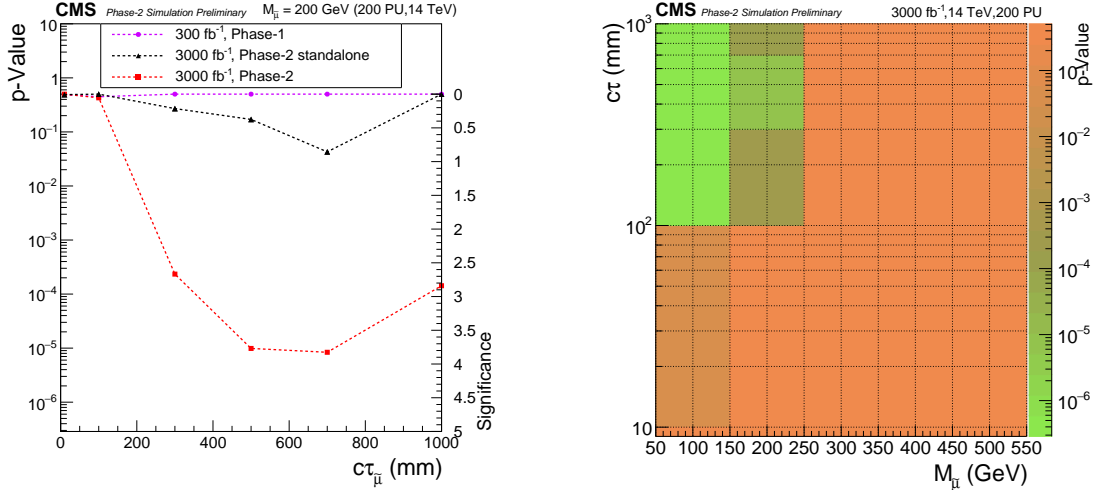 CMS Phase-2 Simulation Preliminary M_μ̃ = 200 GeV (200 PU,14 TeV)
300 fb⁻¹, Phase-1
3000 fb⁻¹, Phase-2 standalone
3000 fb⁻¹, Phase-2
p-Value
10
1
10⁻¹
10⁻²
10⁻³
10⁻⁴
10⁻⁵
10⁻⁶
0
0.5
1
1.5
2
2.5
3
3.5
4
4.5
5
Significance
0 200 400 600 800 1000
cτ_μ̃ (mm)
CMS Phase-2 Simulation Preliminary 3000 fb⁻¹,14 TeV,200 PU
cτ (mm)
10³
10²
10
50 100 150 200 250 300 350 400 450 500 550
M_μ̃ (GeV)
p-Value
10⁻¹
10⁻²
10⁻³
10⁻⁴
10⁻⁵
10⁻⁶